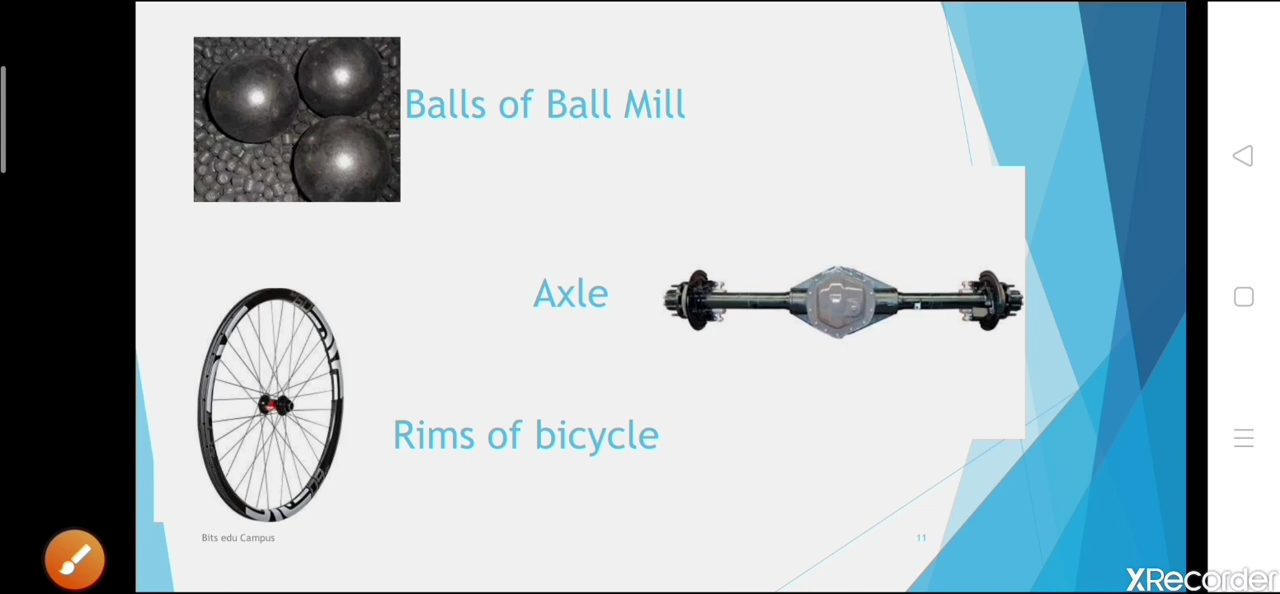 Balls of Ball Mill
Axle
Rims of bicycle
Bits edu Campus
11
XRecorder